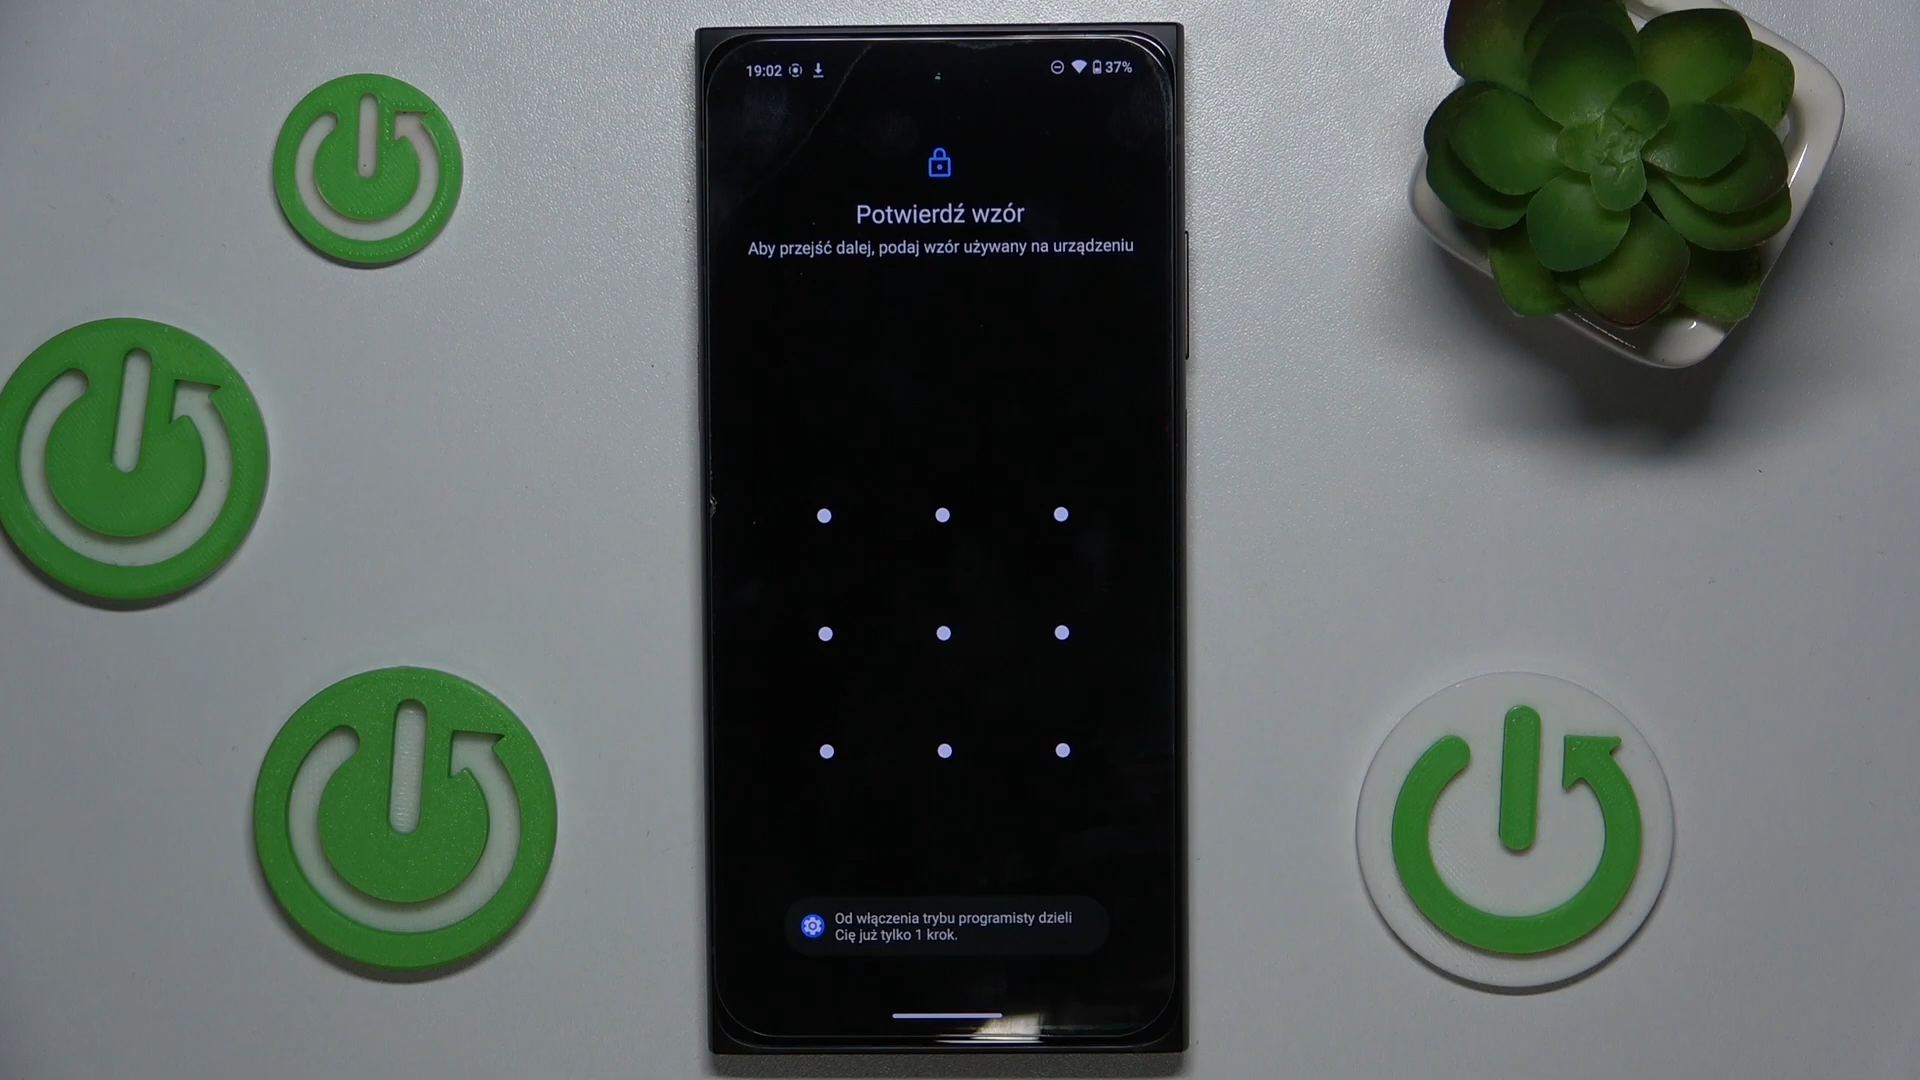 19:02
37%
Potwierdź wzór
Aby przejść dalej, podaj wzór używany na urządzeniu
Od włączenia trybu programisty dzieli
Cię już tylko 1 krok.